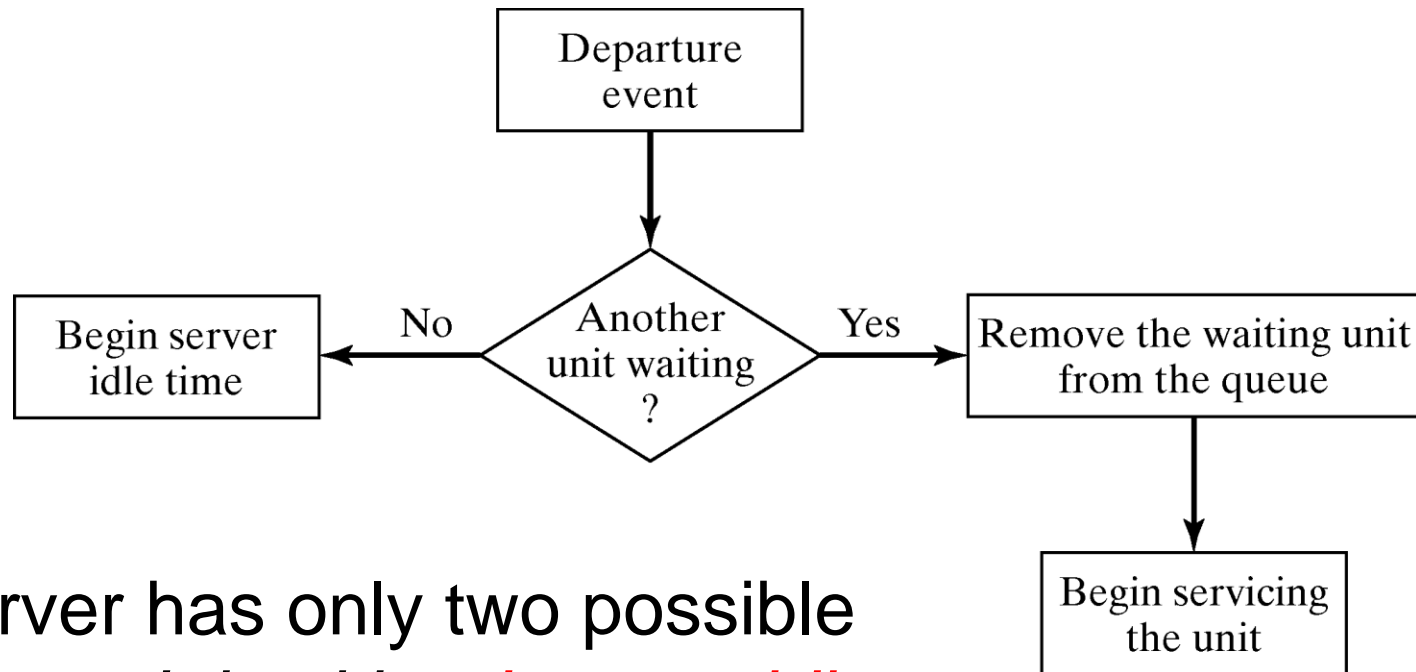 Departure
event
Another
unit waiting
?
No
Begin server
idle time
Yes
Remove the waiting unit
from the queue
Begin servicing
the unit
rver has only two possible